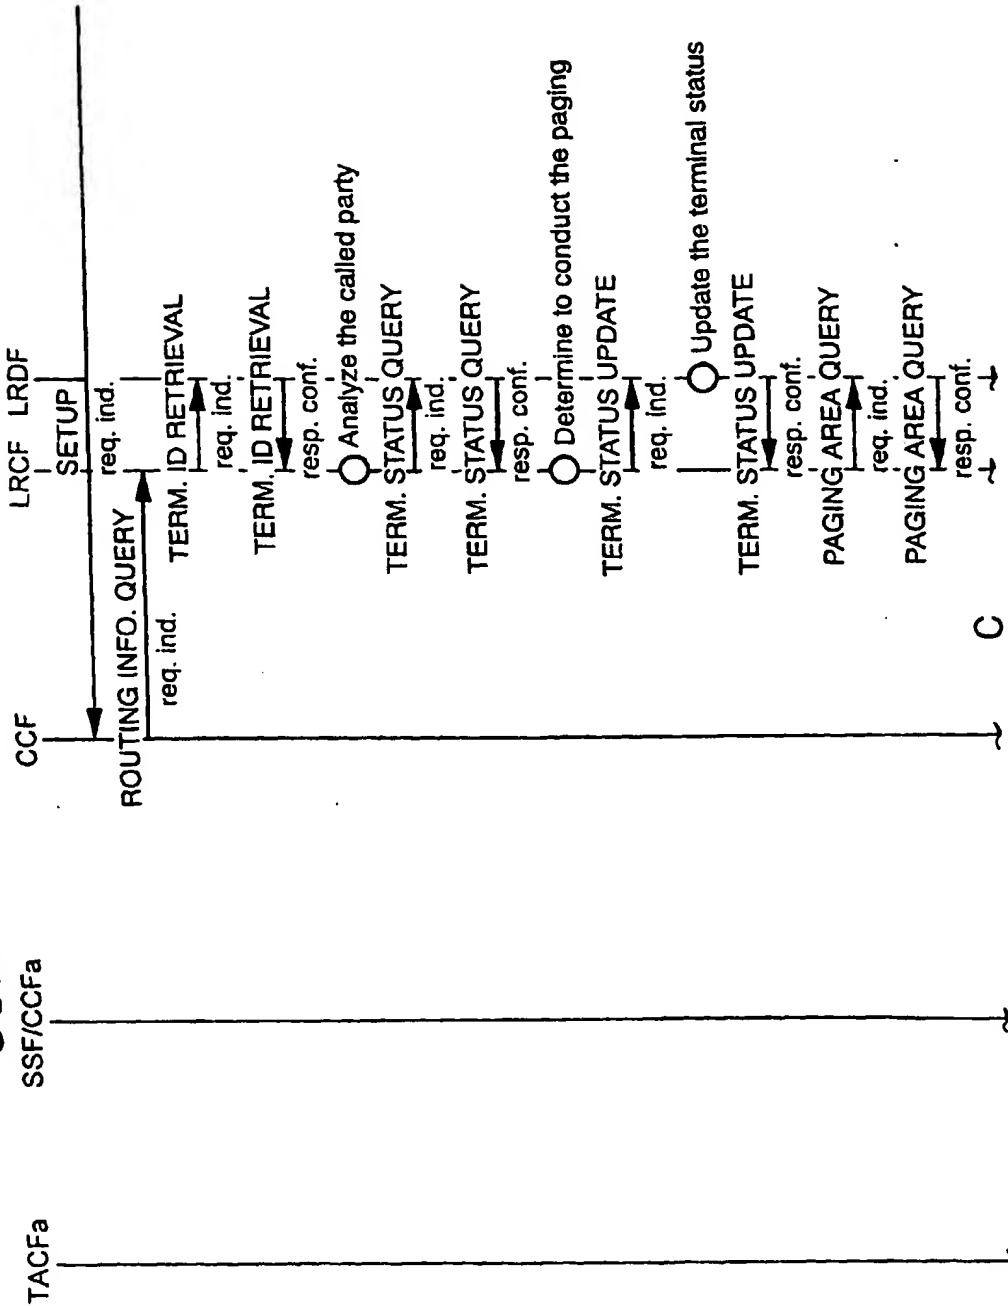 TACFa
SSF/CCFa
CCF
LRCF
LRDF
SETUP
req. ind.
ROUTING INFO. QUERY
req. ind.
TERM. ID RETRIEVAL
req. ind.
TERM. ID RETRIEVAL
resp. conf.
Analyze the called party
TERM. STATUS QUERY
req. ind.
TERM. STATUS QUERY
resp. conf.
Determine to conduct the paging
TERM. STATUS UPDATE
req. ind.
Update the terminal status
TERM. STATUS UPDATE
resp. conf.
PAGING AREA QUERY
req. ind.
PAGING AREA QUERY
resp. conf.
C